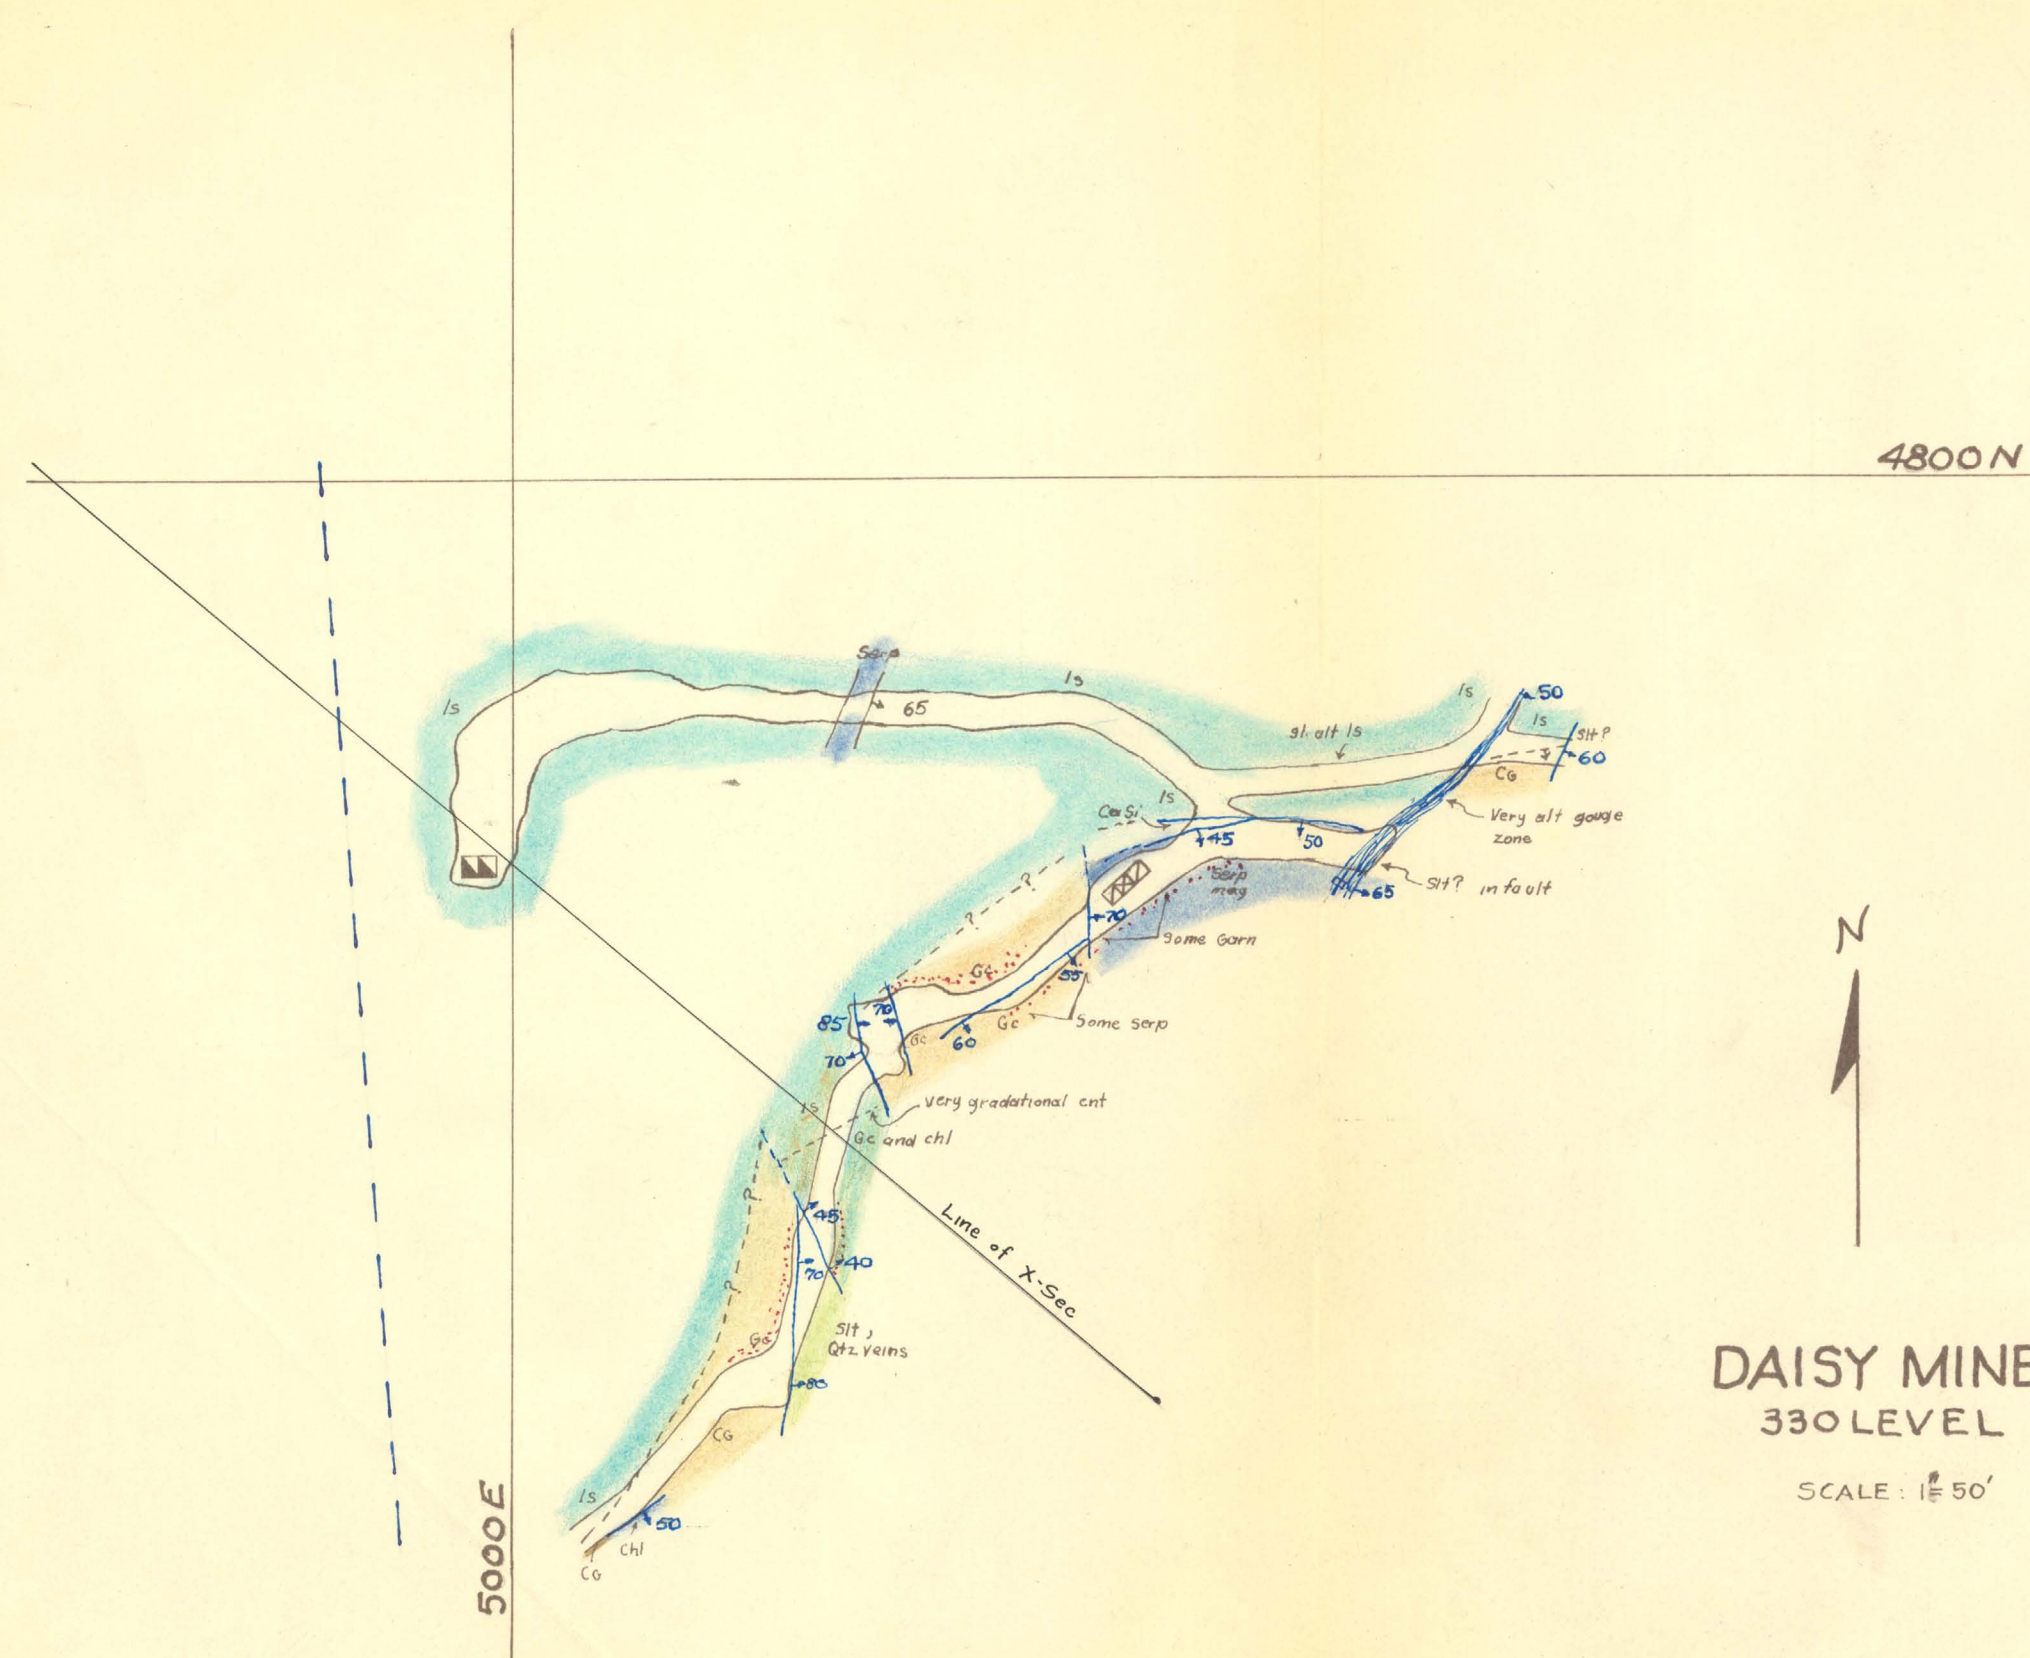 4800N
Serp
ls
ls
65
ls
50
ls
Slt?
60
CG
sl. alt ls
ls
CaSi
45
50
Very alt gouge
zone
Slt? in fault
65
Serp
mag
70
Some Garn
?
?
Gc
55
Some Serp
Gc
60
Gc
85
70
70
N
very gradational cnt
ls
Gc and chl
?
45
40
70
?
Line of X-Sec
Slt,
Qtz veins
Gc
80
CG
ls
50
Chl
CG
5000E
DAISY MINE
330 LEVEL
SCALE: 1"=50'